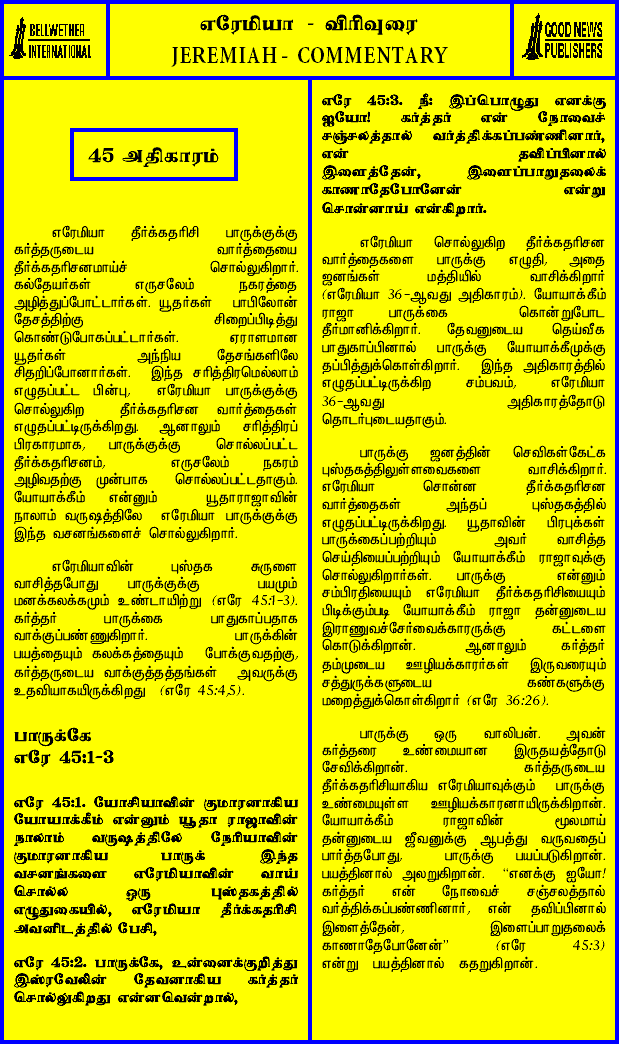 BELLWETHER
INTERNATIONAL
எரேமியா - விரிவுரை
JEREMIAH - COMMENTARY
GOOD NEWS
PUBLISHERS
45 அதிகாரம்
எரேமியா தீர்க்கதரிசி பாருக்குக்கு
கர்த்தருடைய வார்த்தையை
தீர்க்கதரிசனமாய்ச் சொல்லுகிறார்.
கல்தேயர்கள் எருசலேம் நகரத்தை
அழித்துப்போட்டார்கள். யூதர்கள் பாபிலோன்
தேசத்திற்கு சிறைப்பிடித்து
கொண்டுபோகப்பட்டார்கள். ஏராளமான
யூதர்கள் அந்நிய தேசங்களிலே
சிதறிப்போனார்கள். இந்த சரித்திரமெல்லாம்
எழுதப்பட்ட பின்பு, எரேமியா பாருக்குக்கு
சொல்லுகிற தீர்க்கதரிசன வார்த்தைகள்
எழுதப்பட்டிருக்கிறது. ஆனாலும் சரித்திரப்
பிரகாரமாக, பாருக்குக்கு சொல்லப்பட்ட
தீர்க்கதரிசனம், எருசலேம் நகரம்
அழிவதற்கு முன்பாக சொல்லப்பட்டதாகும்.
யோயாக்கீம் என்னும் யூதாராஜாவின்
நாலாம் வருஷத்திலே எரேமியா பாருக்குக்கு
இந்த வசனங்களைச் சொல்லுகிறார்.
எரேமியாவின் புஸ்தக சுருளை
வாசித்தபோது பாருக்குக்கு பயமும்
மனக்கலக்கமும் உண்டாயிற்று (எரே 45:1-3).
கர்த்தர் பாருக்கை பாதுகாப்பதாக
வாக்குப்பண்ணுகிறார். பாருக்கின்
பயத்தையும் கலக்கத்தையும் போக்குவதற்கு,
கர்த்தருடைய வாக்குத்தத்தங்கள் அவருக்கு
உதவியாகயிருக்கிறது (எரே 45:4,5).
பாருக்கே
எரே 45:1-3
எரே 45:1. யோசியாவின் குமாரனாகிய
யோயாக்கீம் என்னும் யூதா ராஜாவின்
நாலாம் வருஷத்திலே நேரியாவின்
குமாரனாகிய பாருக் இந்த
வசனங்களை எரேமியாவின் வாய்
சொல்ல ஒரு புஸ்தகத்தில்
எழுதுகையில், எரேமியா தீர்க்கதரிசி
அவனிடத்தில் பேசி,
எரே 45:2. பாருக்கே, உன்னைக்குறித்து
இஸ்ரவேலின் தேவனாகிய கர்த்தர்
சொல்லுகிறது என்னவென்றால்,
எரே 45:3. நீ: இப்பொழுது எனக்கு
ஐயோ! கர்த்தர் என் நோவைச்
சஞ்சலத்தால் வர்த்திக்கப்பண்ணினார்,
என் தவிப்பினால்
இளைத்தேன், இளைப்பாறுதலைக்
காணாதேபோனேன் என்று
சொன்னாய் என்கிறார்.
எரேமியா சொல்லுகிற தீர்க்கதரிசன
வார்த்தைகளை பாருக்கு எழுதி, அதை
ஜனங்கள் மத்தியில் வாசிக்கிறார்
(எரேமியா 36-ஆவது அதிகாரம்). யோயாக்கீம்
ராஜா பாருக்கை கொன்றுபோட
தீர்மானிக்கிறார். தேவனுடைய தெய்வீக
பாதுகாப்பினால் பாருக்கு யோயாக்கீமுக்கு
தப்பித்துக்கொள்கிறார். இந்த அதிகாரத்தில்
எழுதப்பட்டிருக்கிற சம்பவம், எரேமியா
36-ஆவது அதிகாரத்தோடு
தொடர்புடையதாகும்.
பாருக்கு ஜனத்தின் செவிகள்கேட்க
புஸ்தகத்திலுள்ளவைகளை வாசிக்கிறார்.
எரேமியா சொன்ன தீர்க்கதரிசன
வார்த்தைகள் அந்தப் புஸ்தகத்தில்
எழுதப்பட்டிருக்கிறது. யூதாவின் பிரபுக்கள்
பாருக்கைப்பற்றியும் அவர் வாசித்த
செய்தியைப்பற்றியும் யோயாக்கீம் ராஜாவுக்கு
சொல்லுகிறார்கள். பாருக்கு என்னும்
சம்பிரதியையும் எரேமியா தீர்க்கதரிசியையும்
பிடிக்கும்படி யோயாக்கீம் ராஜா தன்னுடைய
இராணுவச்சேர்வைக்காரருக்கு கட்டளை
கொடுக்கிறான். ஆனாலும் கர்த்தர்
தம்முடைய ஊழியக்காரர்கள் இருவரையும்
சத்துருக்களுடைய கண்களுக்கு
மறைத்துக்கொள்கிறார் (எரே 36:26).
பாருக்கு ஒரு வாலிபன். அவன்
கர்த்தரை உண்மையான இருதயத்தோடு
சேவிக்கிறான். கர்த்தருடைய
தீர்க்கதரிசியாகிய எரேமியாவுக்கும் பாருக்கு
உண்மையுள்ள ஊழியக்காரனாயிருக்கிறான்.
யோயாக்கீம் ராஜாவின் மூலமாய்
தன்னுடைய ஜீவனுக்கு ஆபத்து வருவதைப்
பார்த்தபோது, பாருக்கு பயப்படுகிறான்.
பயத்தினால் அலறுகிறான். "எனக்கு ஐயோ!
கர்த்தர் என் நோவைச் சஞ்சலத்தால்
வர்த்திக்கப்பண்ணினார், என் தவிப்பினால்
இளைத்தேன், இளைப்பாறுதலைக்
காணாதேபோனேன்" (எரே 45:3)
என்று பயத்தினால் கதறுகிறான்.